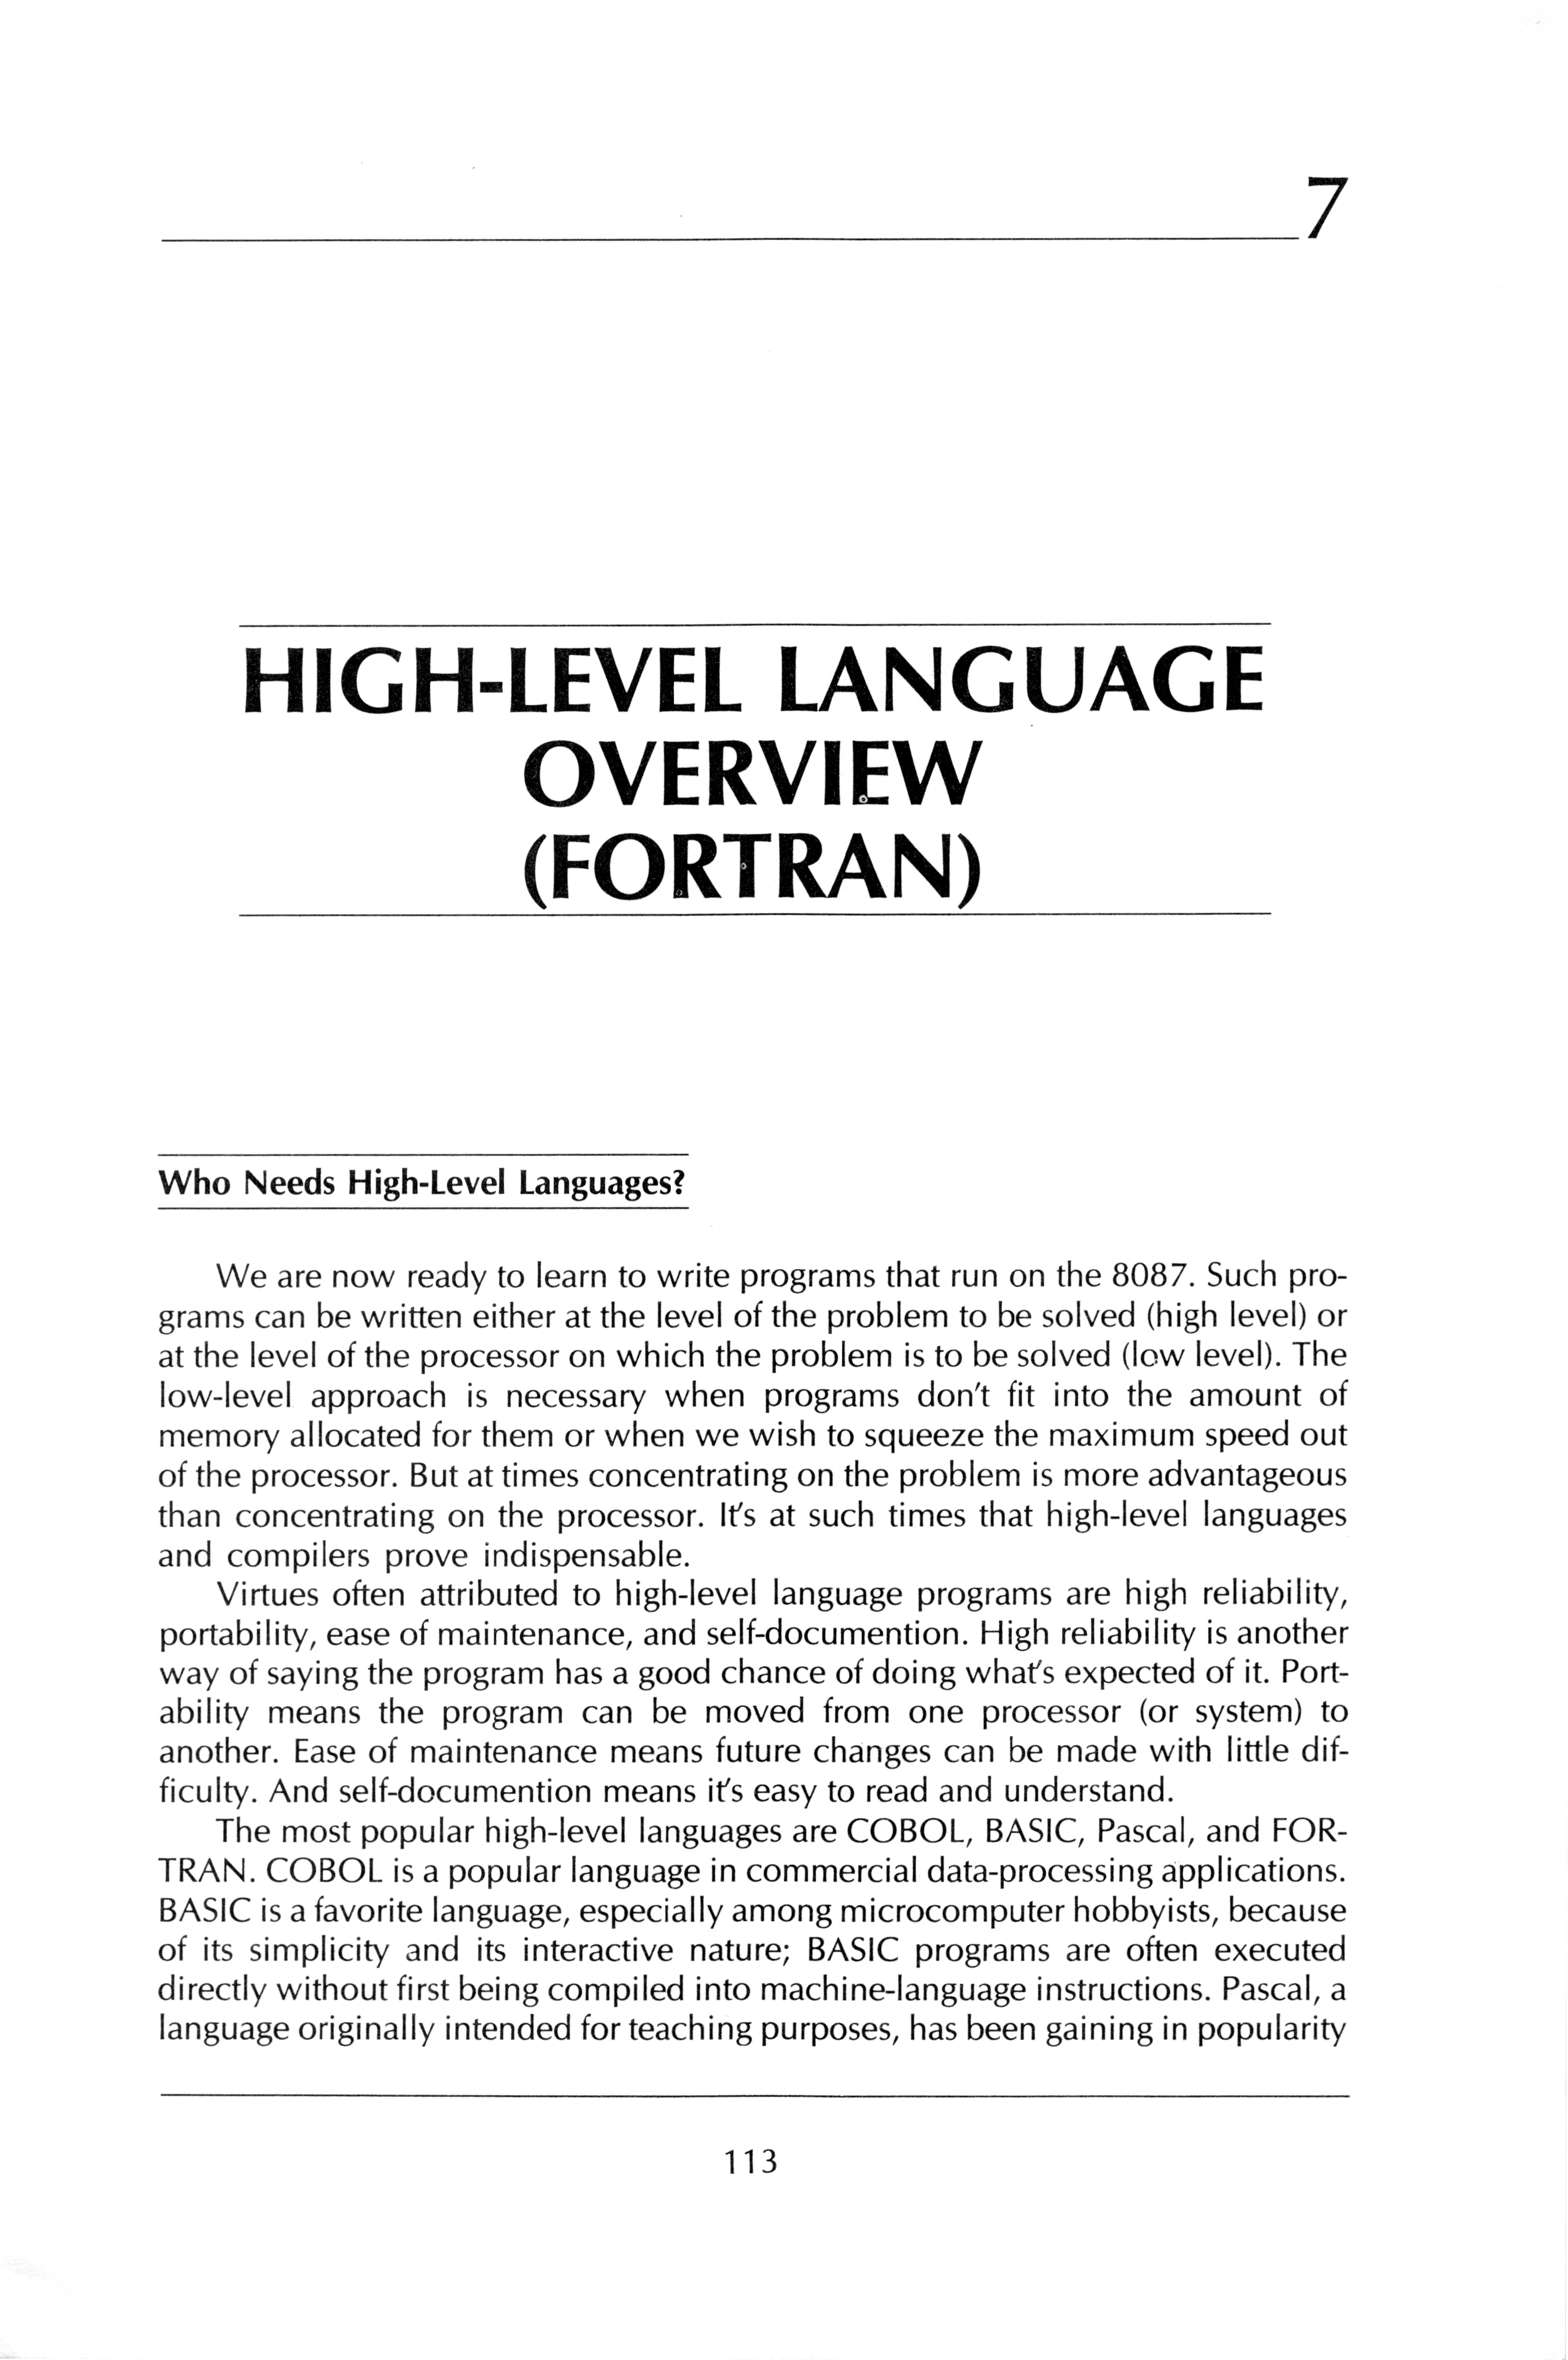 7
HIGH-LEVEL LANGUAGE
OVERVIEW
(FORTRAN)
Who Needs High-Level Languages?
We are now ready to learn to write programs that run on the 8087. Such pro-
grams can be written either at the level of the problem to be solved (high level) or
at the level of the processor on which the problem is to be solved (low level). The
low-level approach is necessary when programs don't fit into the amount of
memory allocated for them or when we wish to squeeze the maximum speed out
of the processor. But at times concentrating on the problem is more advantageous
than concentrating on the processor. It's at such times that high-level languages
and compilers prove indispensable.
Virtues often attributed to high-level language programs are high reliability,
portability, ease of maintenance, and self-documention. High reliability is another
way of saying the program has a good chance of doing what's expected of it. Port-
ability means the program can be moved from one processor (or system) to
another. Ease of maintenance means future changes can be made with little dif-
ficulty. And self-documention means it's easy to read and understand.
The most popular high-level languages are COBOL, BASIC, Pascal, and FOR-
TRAN. COBOL is a popular language in commercial data-processing applications.
BASIC is a favorite language, especially among microcomputer hobbyists, because
of its simplicity and its interactive nature; BASIC programs are often executed
directly without first being compiled into machine-language instructions. Pascal, a
language originally intended for teaching purposes, has been gaining in popularity
113